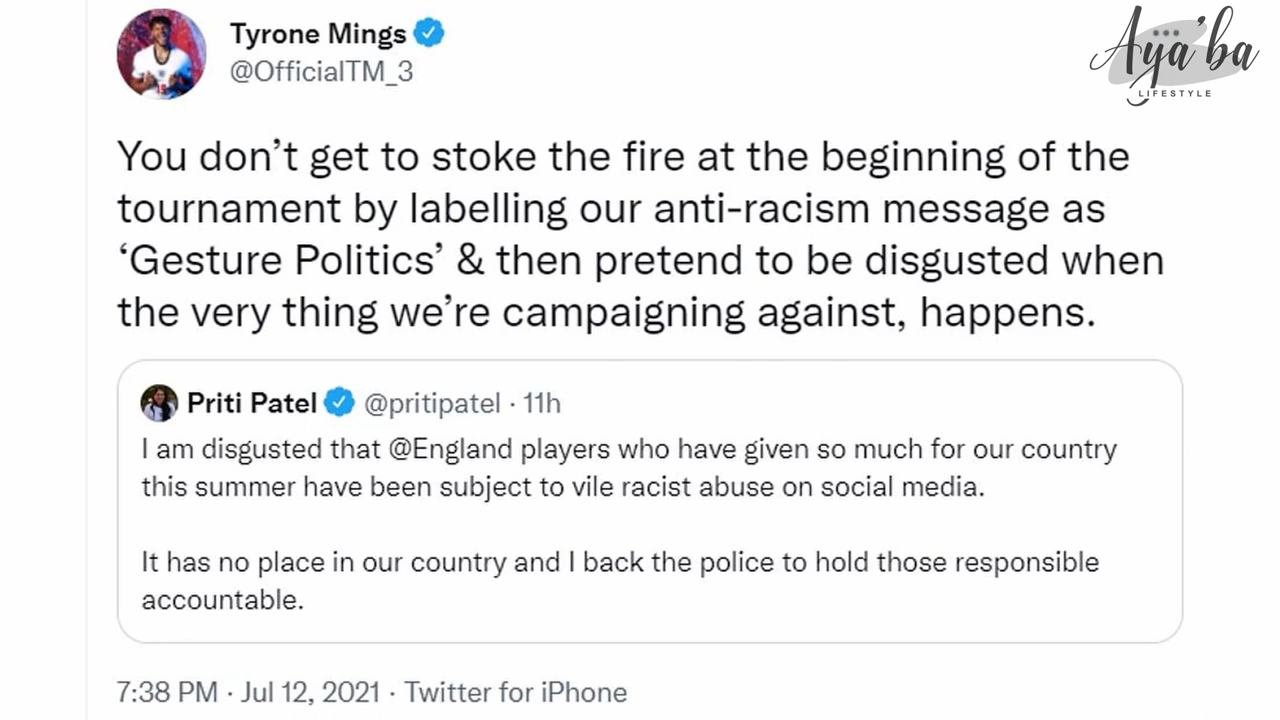 Tyrone Mings
@OfficialTM_3
Aÿa'ba
LIFESTYLE
You don’t get to stoke the fire at the beginning of the
tournament by labelling our anti-racism message as
‘Gesture Politics’ & then pretend to be disgusted when
the very thing we’re campaigning against, happens.
Priti Patel @pritipatel · 11h
I am disgusted that @England players who have given so much for our country
this summer have been subject to vile racist abuse on social media.
It has no place in our country and I back the police to hold those responsible
accountable.
7:38 PM · Jul 12, 2021 · Twitter for iPhone